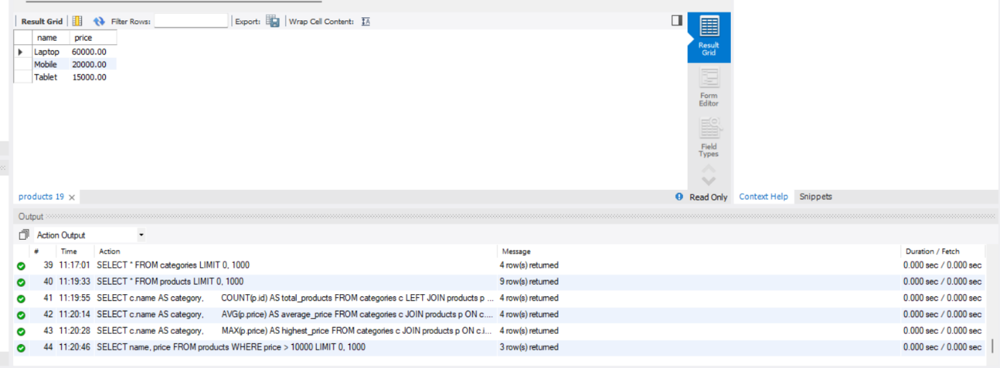 Result Grid Filter Rows: Export: Wrap Cell Content:
name price
Laptop 60000.00
Mobile 20000.00
Tablet 15000.00
Result Grid
Form Editor
Field Types
products 19
Read Only
Context Help Snippets
Output
Action Output
# Time Action Message Duration / Fetch
39 11:17:01 SELECT * FROM categories LIMIT 0, 1000 4 row(s) returned 0.000 sec / 0.000 sec
40 11:19:33 SELECT * FROM products LIMIT 0, 1000 9 row(s) returned 0.000 sec / 0.000 sec
41 11:19:55 SELECT c.name AS category, COUNT(p.id) AS total_products FROM categories c LEFT JOIN products p ... 4 row(s) returned 0.000 sec / 0.000 sec
42 11:20:14 SELECT c.name AS category, AVG(p.price) AS average_price FROM categories c JOIN products p ON c.... 4 row(s) returned 0.000 sec / 0.000 sec
43 11:20:28 SELECT c.name AS category, MAX(p.price) AS highest_price FROM categories c JOIN products p ON c.i... 4 row(s) returned 0.000 sec / 0.000 sec
44 11:20:46 SELECT name, price FROM products WHERE price > 10000 LIMIT 0, 1000 3 row(s) returned 0.000 sec / 0.000 sec